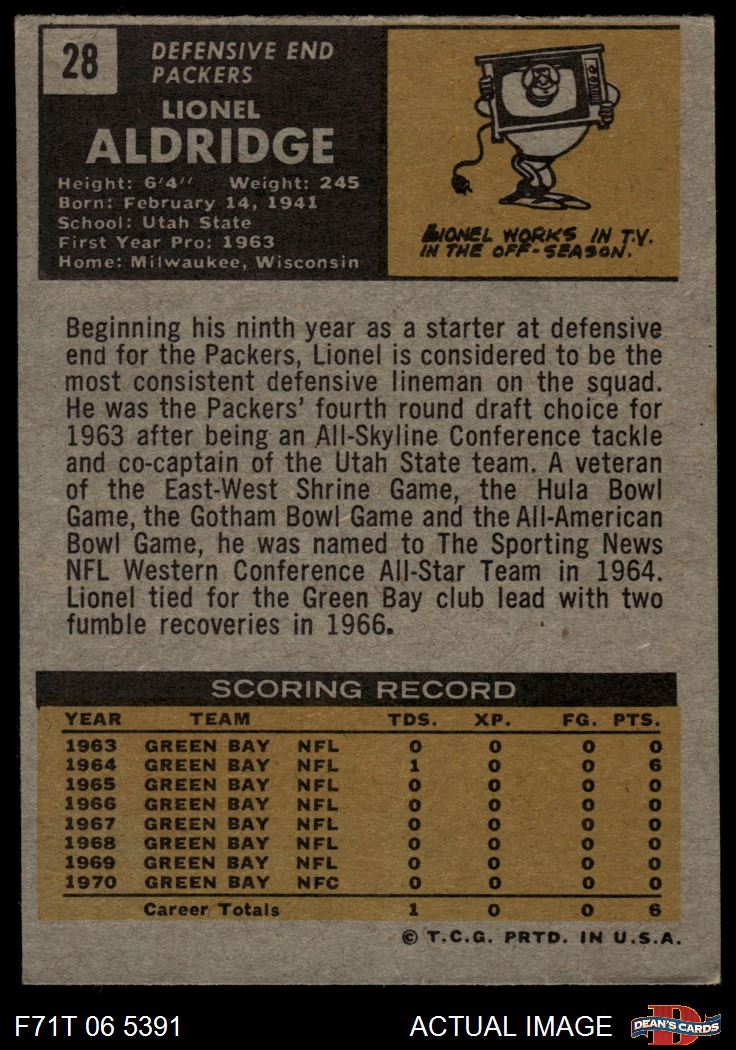 28
DEFENSIVE END
PACKERS
LIONEL
ALDRIDGE
Height: 6'4'' Weight: 245
Born: February 14, 1941
School: Utah State
First Year Pro: 1963
Home: Milwaukee, Wisconsin
LIONEL WORKS IN T.V.
IN THE OFF-SEASON.
Beginning his ninth year as a starter at defensive
end for the Packers, Lionel is considered to be the
most consistent defensive lineman on the squad.
He was the Packers' fourth round draft choice for
1963 after being an All-Skyline Conference tackle
and co-captain of the Utah State team. A veteran
of the East-West Shrine Game, the Hula Bowl
Game, the Gotham Bowl Game and the All-American
Bowl Game, he was named to The Sporting News
NFL Western Conference All-Star Team in 1964.
Lionel tied for the Green Bay club lead with two
fumble recoveries in 1966.
SCORING RECORD
YEAR TEAM TDS. XP. FG. PTS.
1963 GREEN BAY NFL 0 0 0 0
1964 GREEN BAY NFL 1 0 0 6
1965 GREEN BAY NFL 0 0 0 0
1966 GREEN BAY NFL 0 0 0 0
1967 GREEN BAY NFL 0 0 0 0
1968 GREEN BAY NFL 0 0 0 0
1969 GREEN BAY NFL 0 0 0 0
1970 GREEN BAY NFC 0 0 0 0
Career Totals 1 0 0 6
© T.C.G. PRTD. IN U.S.A.
F71T 06 5391 ACTUAL IMAGE D DEAN'S CARDS